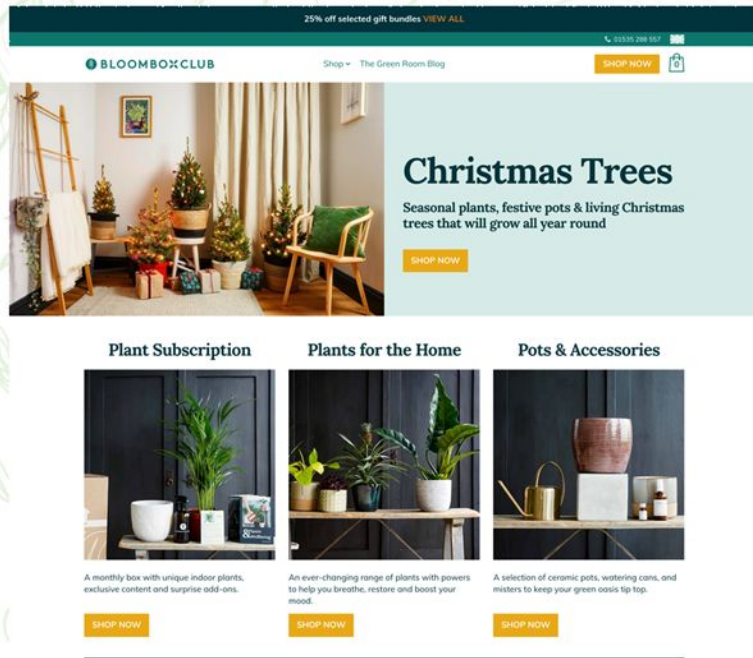 25% off selected gift bundles VIEW ALL
01535 288 557
BLOOMBOXCLUB
Shop
The Green Room Blog
SHOP NOW
0
Christmas Trees
Seasonal plants, festive pots & living Christmas
trees that will grow all year round
SHOP NOW
Plant Subscription
Plants for the Home
Pots & Accessories
A monthly box with unique indoor plants,
exclusive content and surprise add-ons.
SHOP NOW
An ever-changing range of plants with powers
to help you breathe, restore and boost your
mood.
SHOP NOW
A selection of ceramic pots, watering cans, and
misters to keep your green oasis tip top.
SHOP NOW